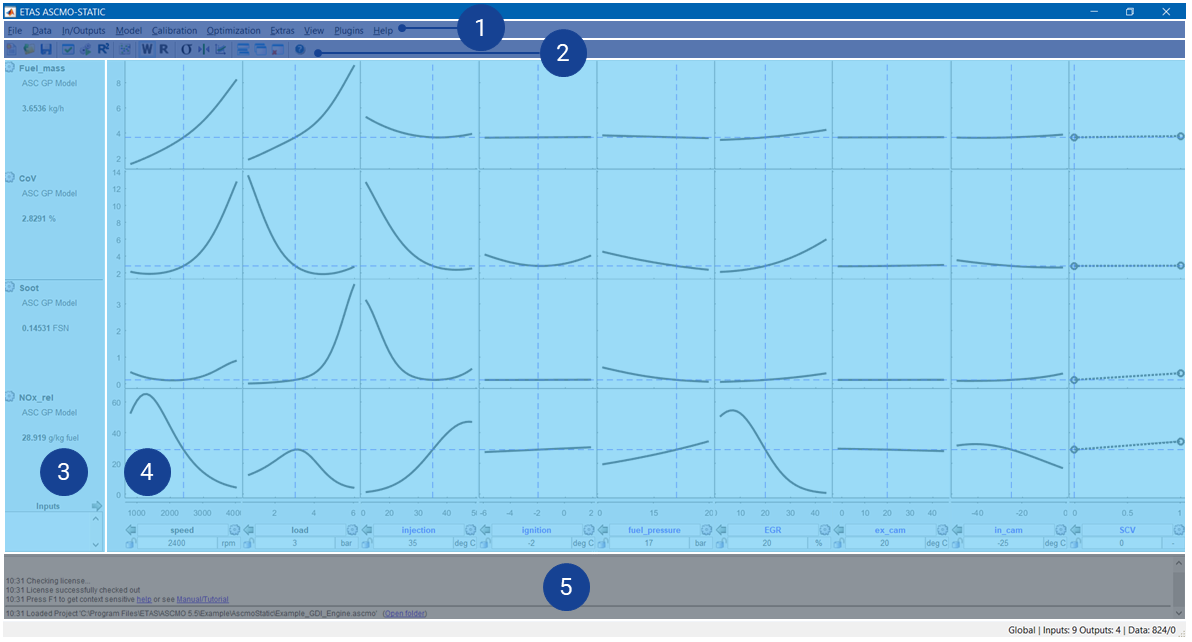 ETAS ASCMO-STATIC
File Data In/Outputs Model Calibration Optimization Extras View Plugins Help
1
W R
2
Fuel_mass
ASC GP Model
3.6536 kg/h
8
6
4
2
CoV
ASC GP Model
2.8291 %
14
12
10
8
6
4
2
Soot
ASC GP Model
0.14531 FSN
3
2
1
0
NOx_rel
ASC GP Model
28.919 g/kg fuel
60
40
20
0
3
4
Inputs
1000 2000 3000 400 2 4 6 0 10 20 30 40 5 -6 -4 -2 0 2 0 15 20 0 10 20 30 40 0 10 20 30 40 -40 -20 0 0 0.5 1
speed load injection ignition fuel_pressure EGR ex_cam in_cam SCV
2400 rpm 3 bar 35 deg C -2 deg C 17 bar 20 % 20 deg C -25 deg C 0 -
10:31 Checking license...
10:31 License successfully checked out
10:31 Press F1 to get context sensitive help or see Manual/Tutorial
10:31 Loaded Project 'C:\Program Files\ETAS\ASCMO 5.5\Example\AscmoStatic\Example_GDI_Engine.ascmo' (Open folder)
5
Global | Inputs: 9 Outputs: 4 | Data: 824/0